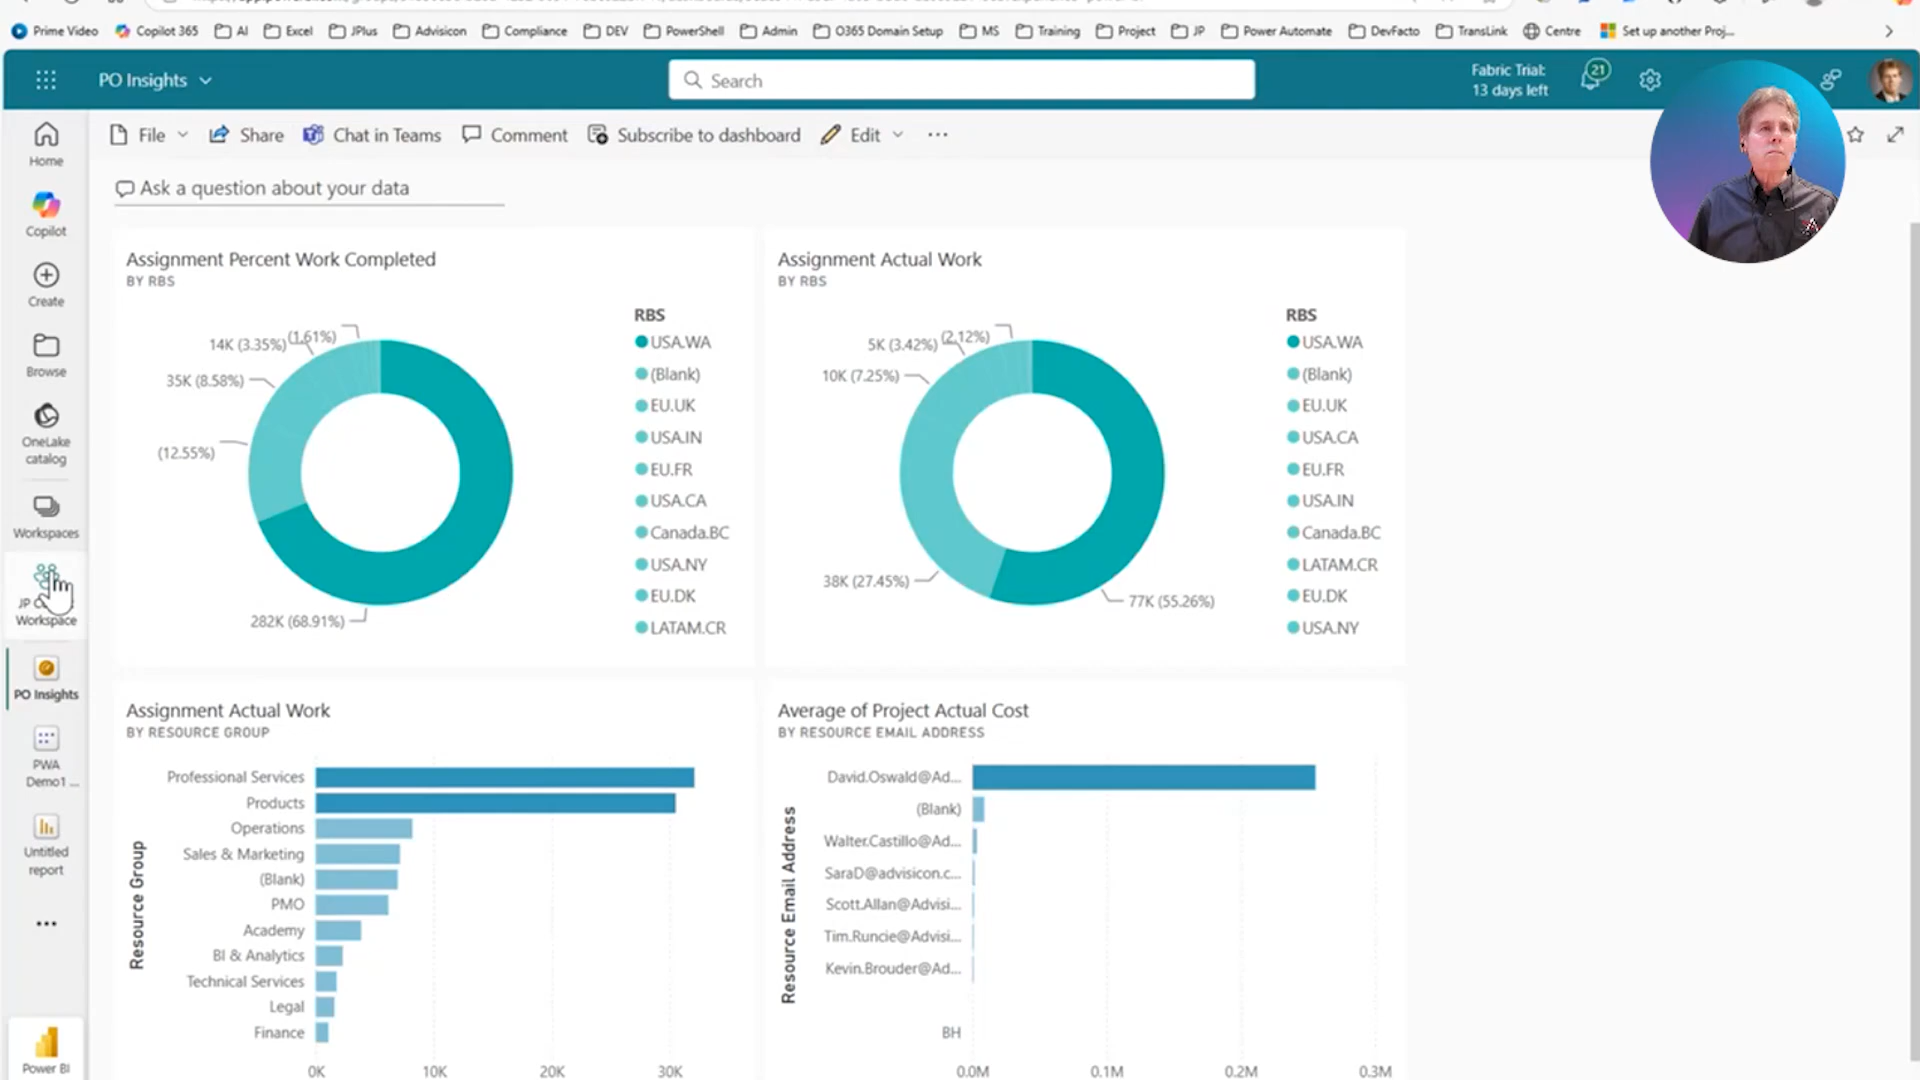 Prime Video
Copilot 365
AI
Excel
JPlus
Advisicon
Compliance
DEV
PowerShell
Admin
O365 Domain Setup
MS
Training
Project
JP
Power Automate
DevFacto
TransLink
Centre
Set up another Proj...
PO Insights
Search
Fabric Trial:
13 days left
21
File
Share
Chat in Teams
Comment
Subscribe to dashboard
Edit
Ask a question about your data
Home
Copilot
Create
Browse
OneLake
catalog
Workspaces
JP
Workspace
PO Insights
PWA
Demo1 ...
Untitled
report
Power BI
Assignment Percent Work Completed
BY RBS
14K (3.35%)
(1.61%)
35K (8.58%)
(12.55%)
282K (68.91%)
RBS
USA.WA
(Blank)
EU.UK
USA.IN
EU.FR
USA.CA
Canada.BC
USA.NY
EU.DK
LATAM.CR
Assignment Actual Work
BY RBS
5K (3.42%)
(2.12%)
10K (7.25%)
38K (27.45%)
77K (55.26%)
RBS
USA.WA
(Blank)
EU.UK
USA.CA
EU.FR
USA.IN
Canada.BC
LATAM.CR
EU.DK
USA.NY
Assignment Actual Work
BY RESOURCE GROUP
Resource Group
Professional Services
Products
Operations
Sales & Marketing
(Blank)
PMO
Academy
BI & Analytics
Technical Services
Legal
Finance
0K
10K
20K
30K
Average of Project Actual Cost
BY RESOURCE EMAIL ADDRESS
Resource Email Address
David.Oswald@Ad...
(Blank)
Walter.Castillo@Ad...
SaraD@advisicon.c...
Scott.Allan@Advisi...
Tim.Runcie@Advisi...
Kevin.Brouder@Ad...
BH
0.0M
0.1M
0.2M
0.3M